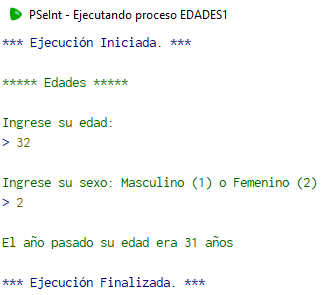 PSeInt - Ejecutando proceso EDADES1
*** Ejecución Iniciada. ***
***** Edades *****
Ingrese su edad:
> 32
Ingrese su sexo: Masculino (1) o Femenino (2)
> 2
El año pasado su edad era 31 años
*** Ejecución Finalizada. ***